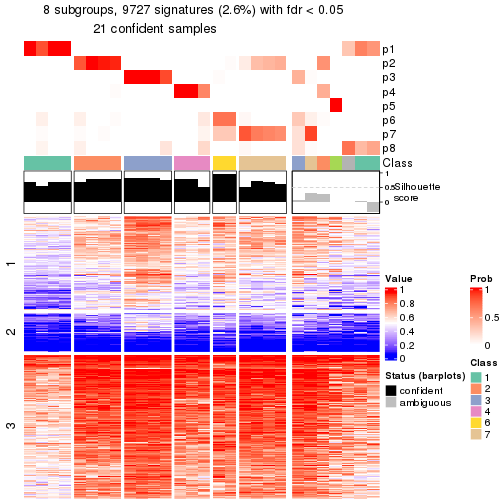 8 subgroups, 9727 signatures (2.6%) with fdr < 0.05
21 confident samples
p1
p2
p3
p4
p5
p6
p7
p8
Class
1
0.5
0
Silhouette
score
1
2
3
Value
1
0.8
0.6
0.4
0.2
0
Prob
1
0.5
0
Status (barplots)
confident
ambiguous
Class
1
2
3
4
6
7